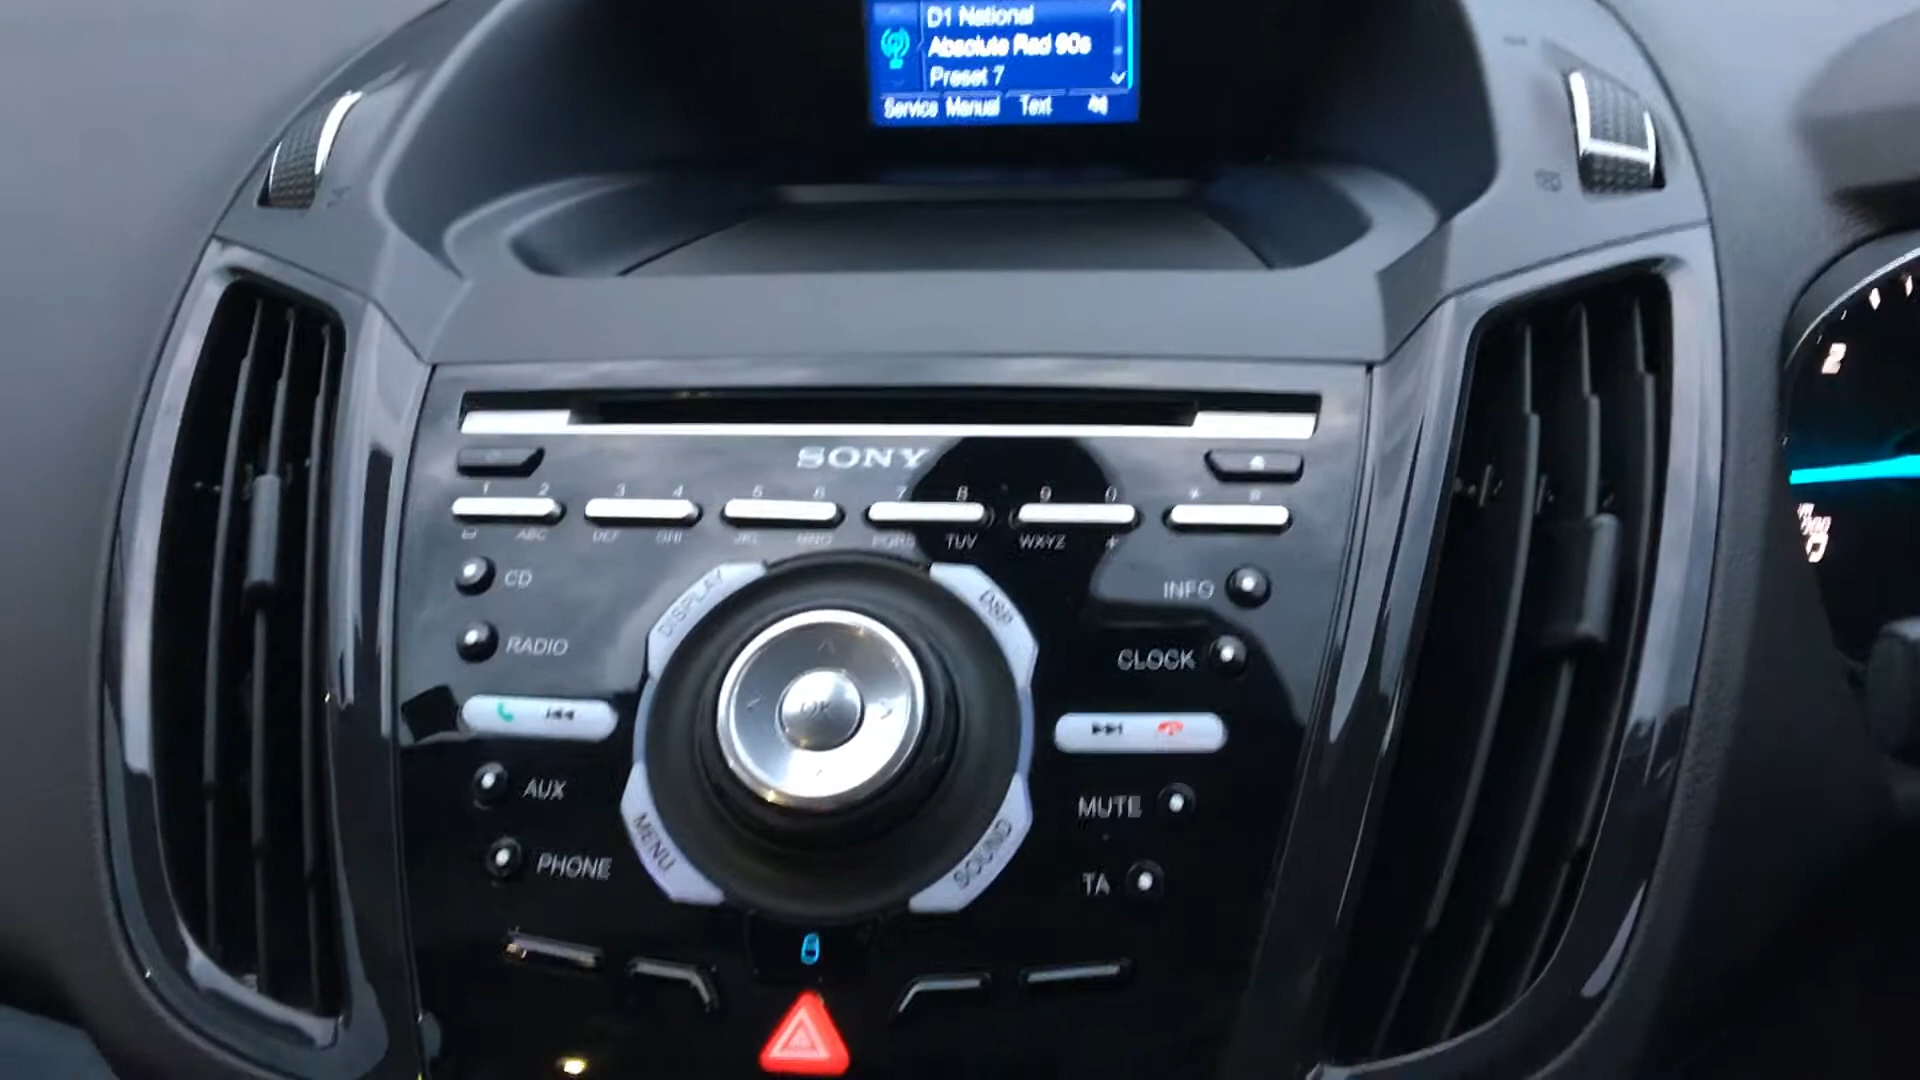 D1 National
Absolute Rad 90s
Preset 7
Service Manual Text
SONY
1 2 3 4 5 6 7 8 9 0 *
ABC DEF GHI JKL MNO PQRS TUV WXYZ +
CD
DISPLAY
DSP
INFO
RADIO
CLOCK
OK
AUX
MUTE
MENU
SOUND
PHONE
TA
2